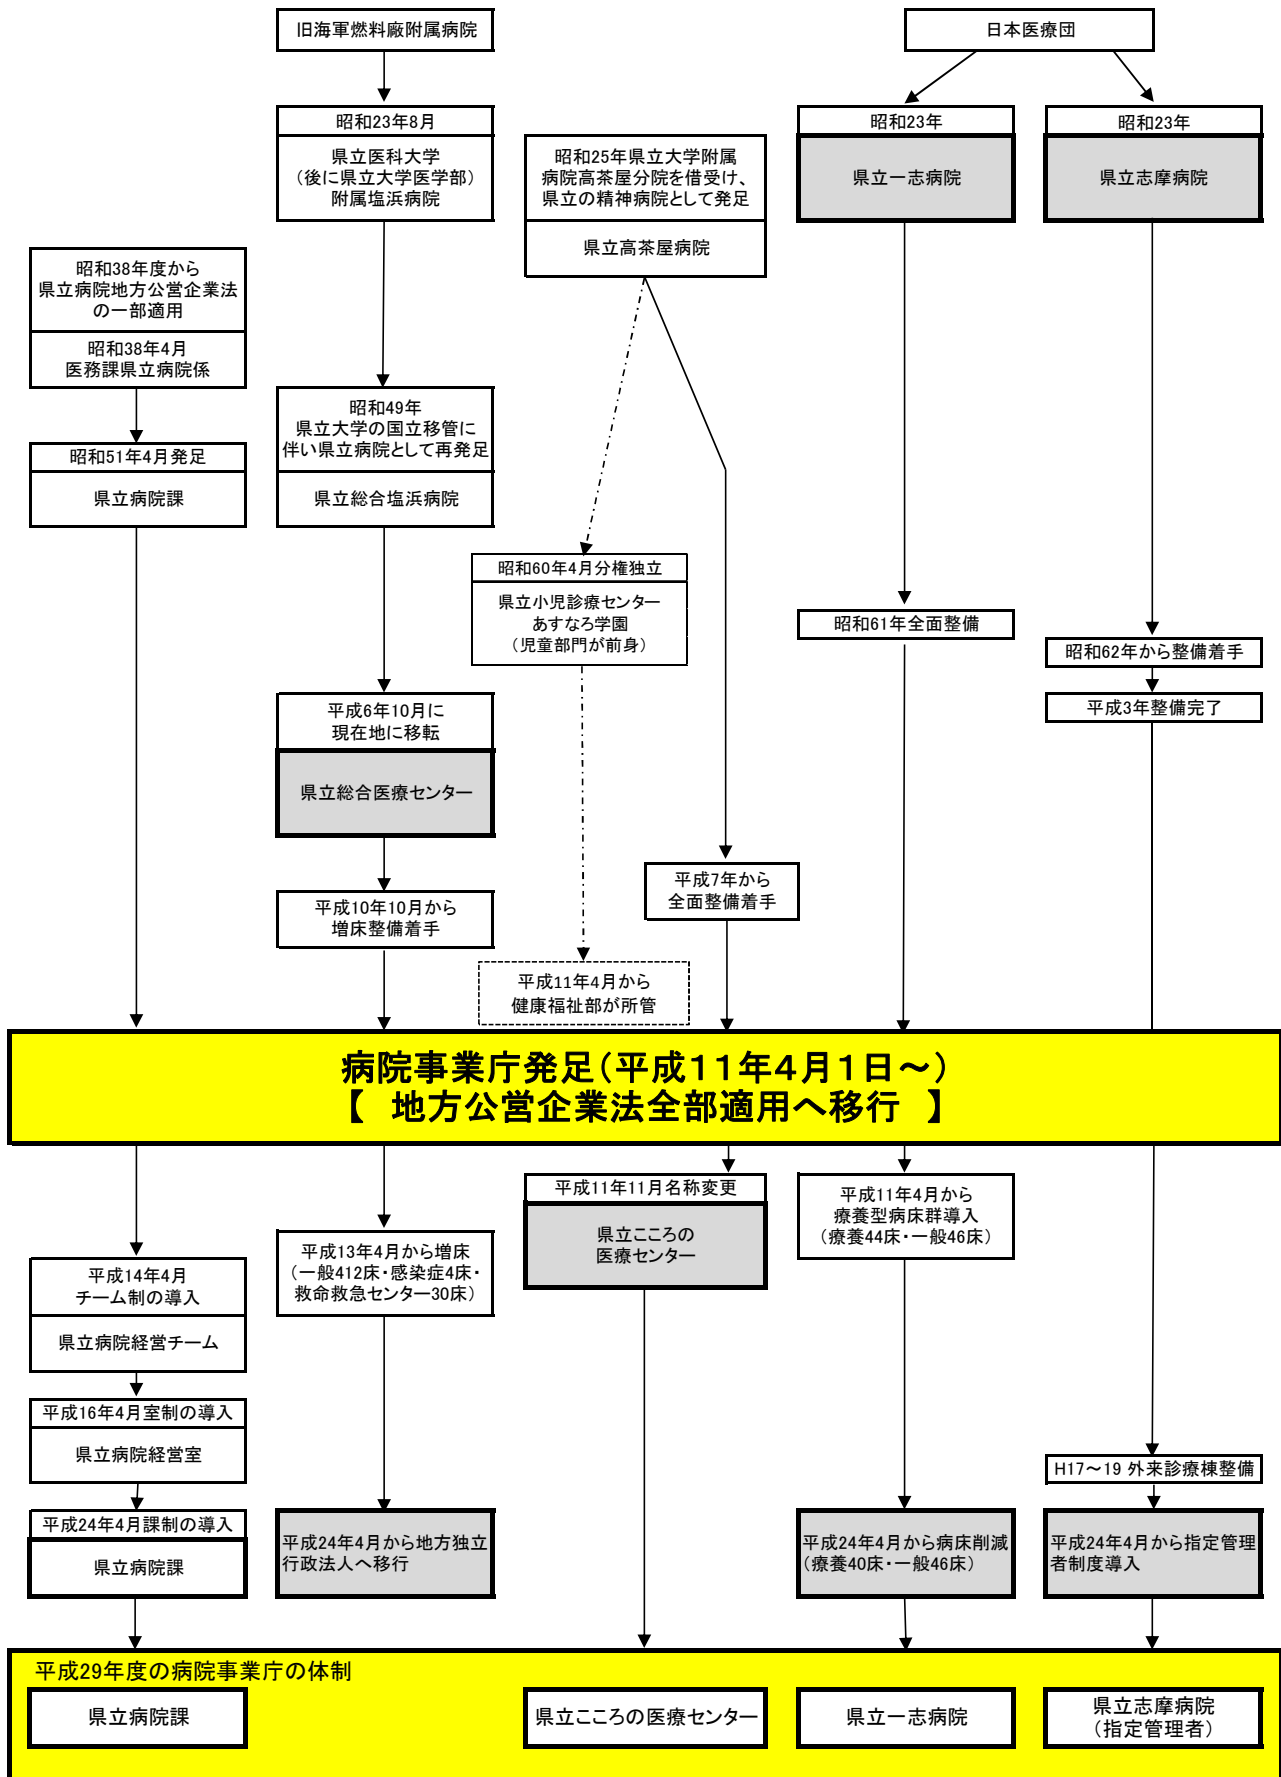 旧海軍燃料廠附属病院
日本医療団
昭和23年8月
県立医科大学
（後に県立大学医学部）
附属塩浜病院
昭和25年県立大学附属
病院高茶屋分院を借受け、
県立の精神病院として発足
県立高茶屋病院
昭和23年
県立一志病院
昭和23年
県立志摩病院
昭和38年度から
県立病院地方公営企業法
の一部適用
昭和38年4月
医務課県立病院係
昭和51年4月発足
県立病院課
昭和49年
県立大学の国立移管に
伴い県立病院として再発足
県立総合塩浜病院
昭和60年4月分権独立
県立小児診療センター
あすなろ学園
（児童部門が前身）
昭和61年全面整備
昭和62年から整備着手
平成3年整備完了
平成6年10月に
現在地に移転
県立総合医療センター
平成7年から
全面整備着手
平成10年10月から
増床整備着手
平成11年4月から
健康福祉部が所管
病院事業庁発足（平成１１年４月１日～）
【　地方公営企業法全部適用へ移行　】
平成11年11月名称変更
県立こころの
医療センター
平成11年4月から
療養型病床群導入
（療養44床・一般46床）
平成13年4月から増床
（一般412床・感染症4床・
救命救急センター30床）
平成14年4月
チーム制の導入
県立病院経営チーム
平成16年4月室制の導入
県立病院経営室
H17～19 外来診療棟整備
平成24年4月課制の導入
県立病院課
平成24年4月から地方独立
行政法人へ移行
平成24年4月から病床削減
（療養40床・一般46床）
平成24年4月から指定管理
者制度導入
平成29年度の病院事業庁の体制
県立病院課
県立こころの医療センター
県立一志病院
県立志摩病院
（指定管理者）